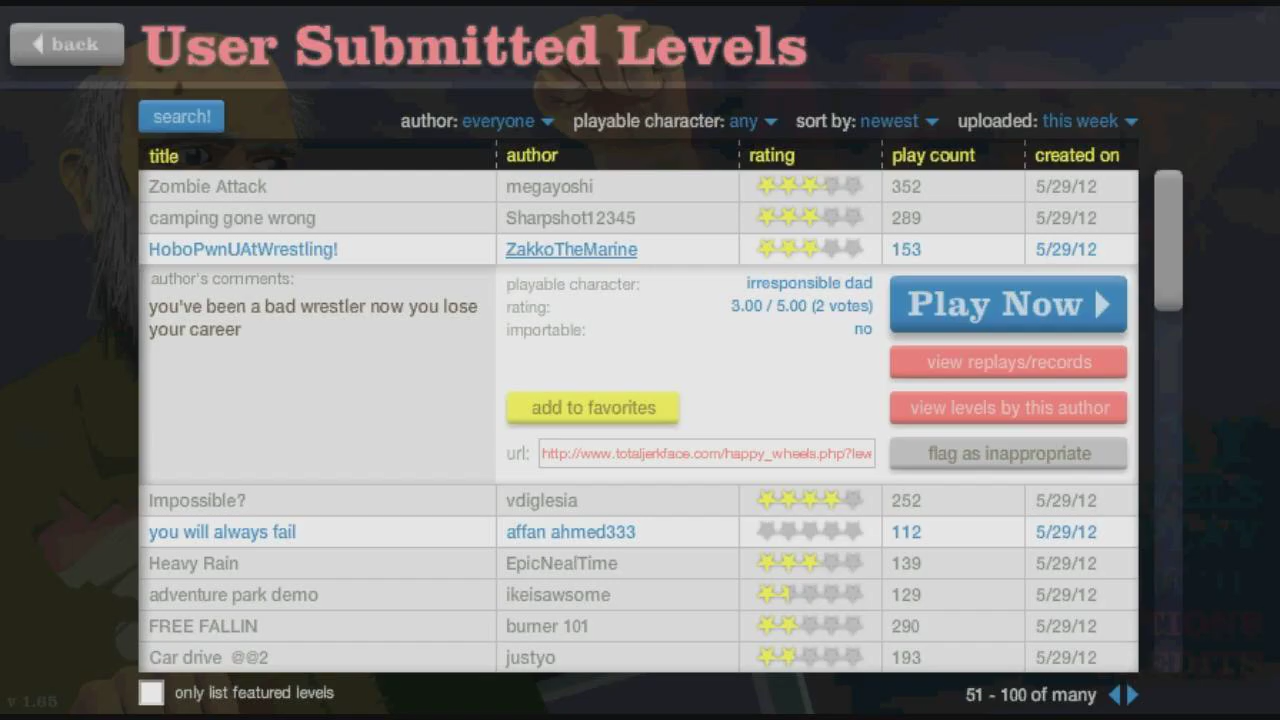 back
User Submitted Levels
search!
author: everyone playable character: any sort by: newest uploaded: this week
title author rating play count created on
Zombie Attack megayoshi 352 5/29/12
camping gone wrong Sharpshot12345 289 5/29/12
HoboPwnUAtWrestling! ZakkoTheMarine 153 5/29/12
author's comments:
you've been a bad wrestler now you lose
your career
playable character: irresponsible dad
rating: 3.00 / 5.00 (2 votes)
importable: no
add to favorites
url: http://www.totaljerkface.com/happy_wheels.php?lev
Play Now
view replays/records
view levels by this author
flag as inappropriate
Impossible? vdiglesia 252 5/29/12
you will always fail affan ahmed333 112 5/29/12
Heavy Rain EpicNealTime 139 5/29/12
adventure park demo ikeisawsome 129 5/29/12
FREE FALLIN burner 101 290 5/29/12
Car drive @@2 justyo 193 5/29/12
only list featured levels
51 - 100 of many
v 1.65